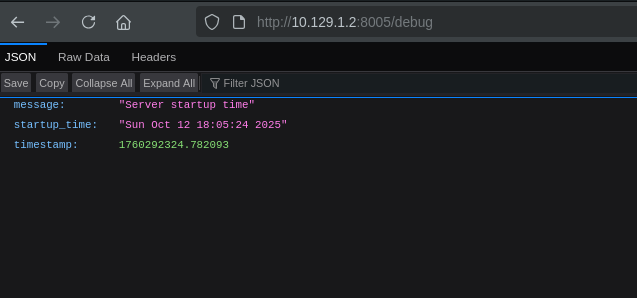 http://10.129.1.2:8005/debug
JSON Raw Data Headers
Save Copy Collapse All Expand All Filter JSON
message: "Server startup time"
startup_time: "Sun Oct 12 18:05:24 2025"
timestamp: 1760292324.782093